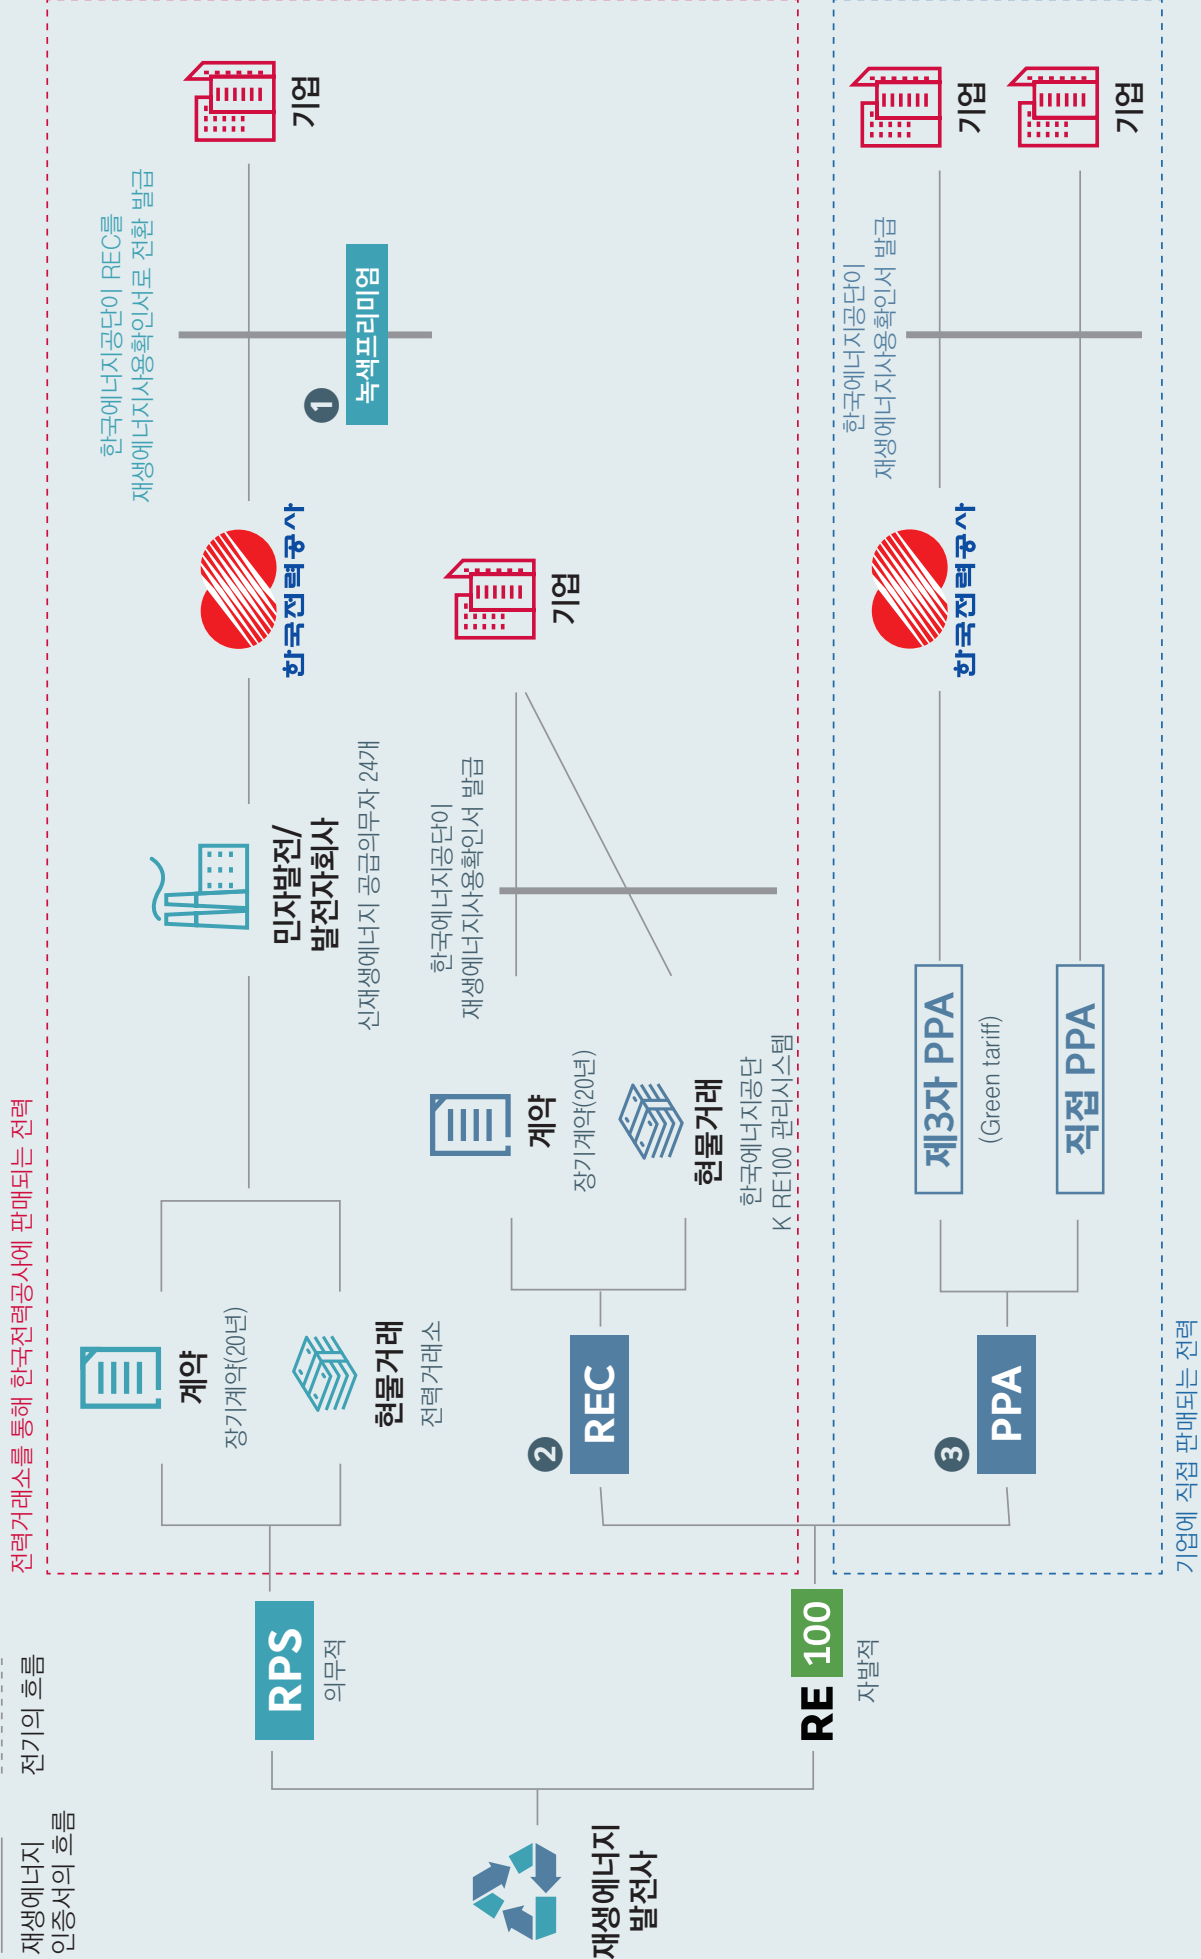 재생에너지
인증서의 흐름
전기의 흐름
전력거래소를 통해 한국전력공사에 판매되는 전력
재생에너지
발전사
RPS
의무적
계약
장기계약(20년)
현물거래
전력거래소
민자발전/
발전자회사
신재생에너지 공급의무자 24개
한국전력공사
한국에너지공단이 REC를
재생에너지사용확인서로 전환 발급
1
녹색프리미엄
기업
RE 100
자발적
2
REC
계약
장기계약(20년)
현물거래
한국에너지공단
K RE100 관리시스템
한국에너지공단이
재생에너지사용확인서 발급
기업
3
PPA
제3자 PPA
(Green tariff)
직접 PPA
한국전력공사
한국에너지공단이
재생에너지사용확인서 발급
기업
기업
기업에 직접 판매되는 전력